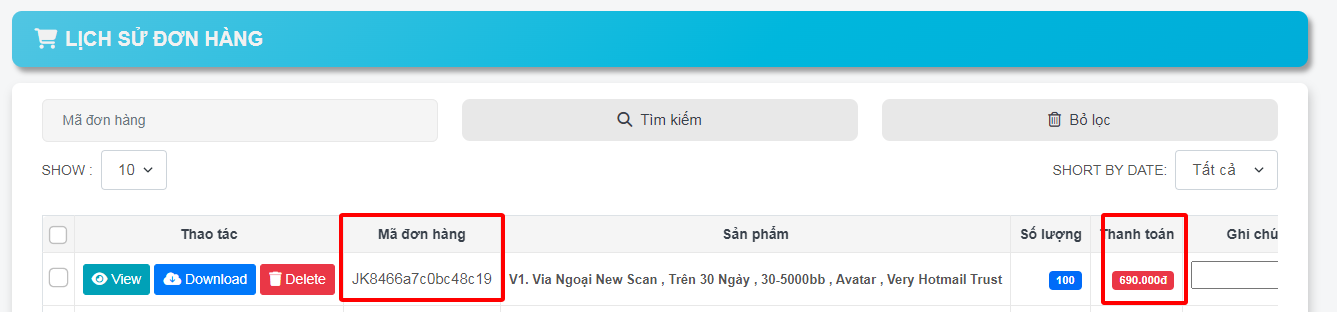 LỊCH SỬ ĐƠN HÀNG
Mã đơn hàng
Tìm kiếm
Bỏ lọc
SHOW : 10
SHORT BY DATE: Tất cả
Thao tác Mã đơn hàng Sản phẩm Số lượng Thanh toán Ghi chú
View Download Delete JK8466a7c0bc48c19 V1. Via Ngoại New Scan , Trên 30 Ngày , 30-5000bb , Avatar , Very Hotmail Trust 100 690.000đ